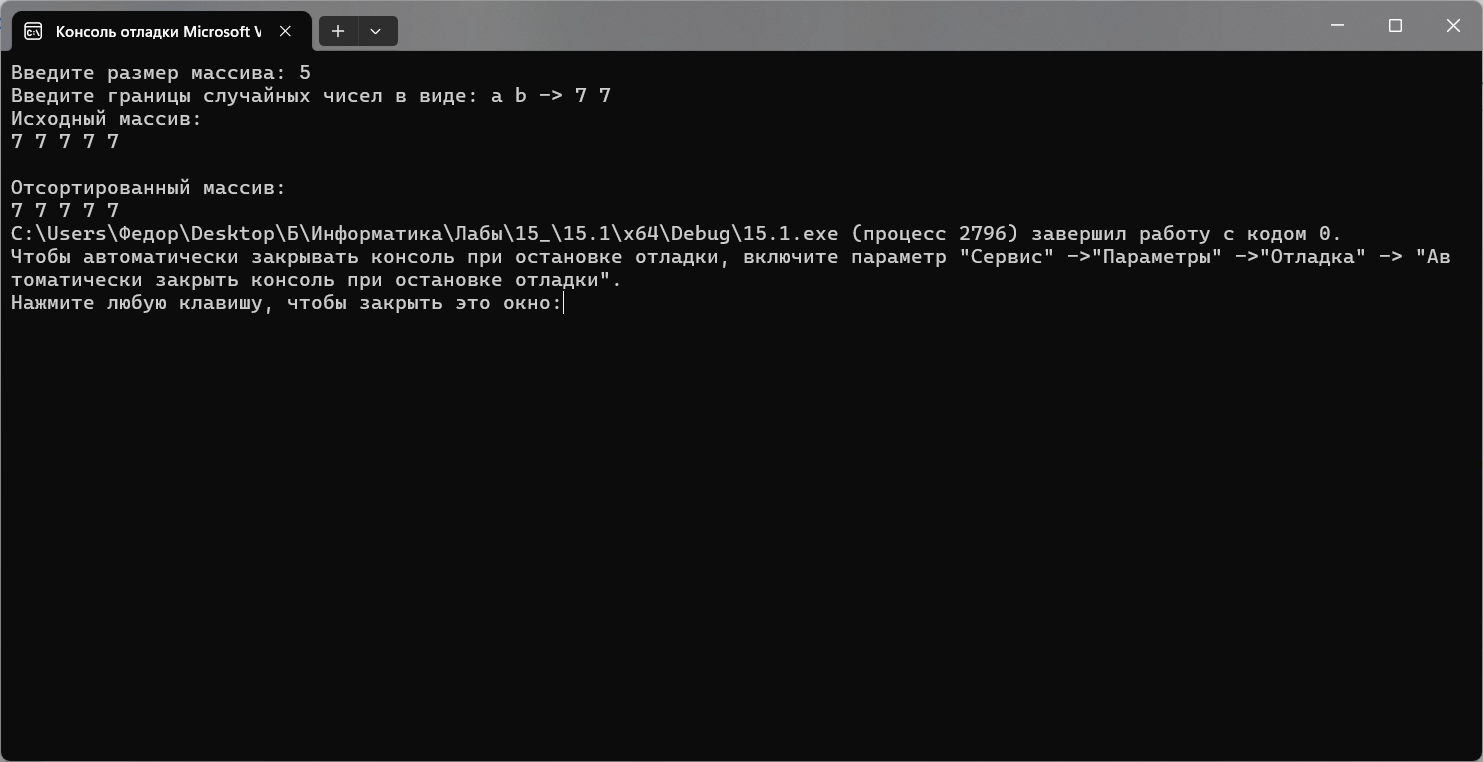 Консоль отладки Microsoft V
Введите размер массива: 5
Введите границы случайных чисел в виде: a b -> 7 7
Исходный массив:
7 7 7 7 7
Отсортированный массив:
7 7 7 7 7
C:\Users\Федор\Desktop\Б\Информатика\Лабы\15_\15.1\x64\Debug\15.1.exe (процесс 2796) завершил работу с кодом 0.
Чтобы автоматически закрывать консоль при остановке отладки, включите параметр "Сервис" ->"Параметры" ->"Отладка" -> "Ав
томатически закрыть консоль при остановке отладки".
Нажмите любую клавишу, чтобы закрыть это окно: